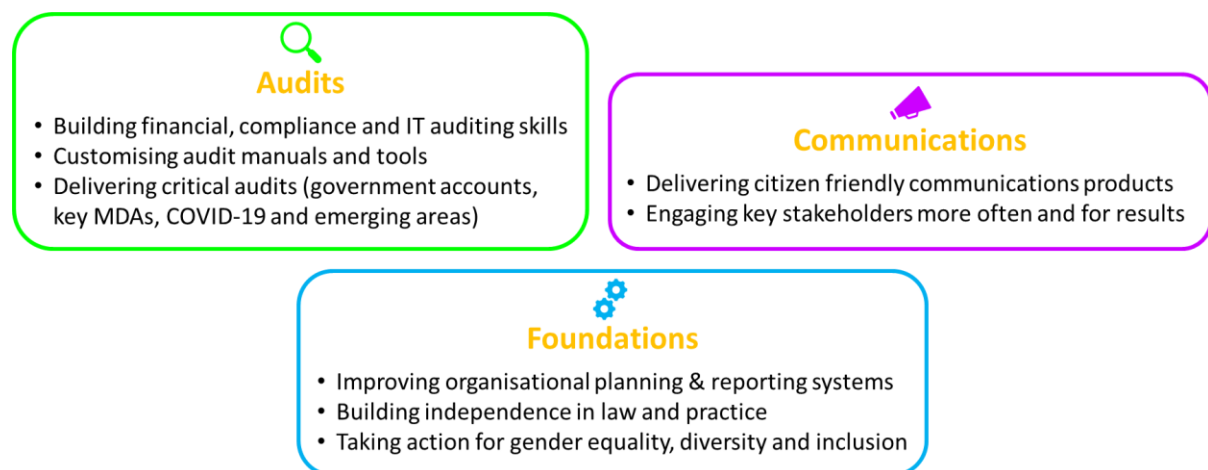 Audits
• Building financial, compliance and IT auditing skills
• Customising audit manuals and tools
• Delivering critical audits (government accounts,
key MDAs, COVID-19 and emerging areas)
Communications
• Delivering citizen friendly communications products
• Engaging key stakeholders more often and for results
Foundations
• Improving organisational planning & reporting systems
• Building independence in law and practice
• Taking action for gender equality, diversity and inclusion